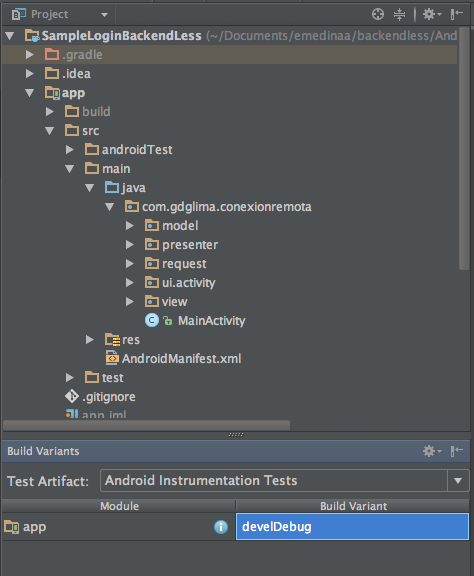 Project
SampleLoginBackendLess (~/Documents/emedinaa/backendless/And
.gradle
.idea
app
build
src
androidTest
main
java
com.gdglima.conexionremota
model
presenter
request
ui.activity
view
C MainActivity
res
AndroidManifest.xml
test
.gitignore
app.iml
Build Variants
Test Artifact: Android Instrumentation Tests
Module Build Variant
app develDebug